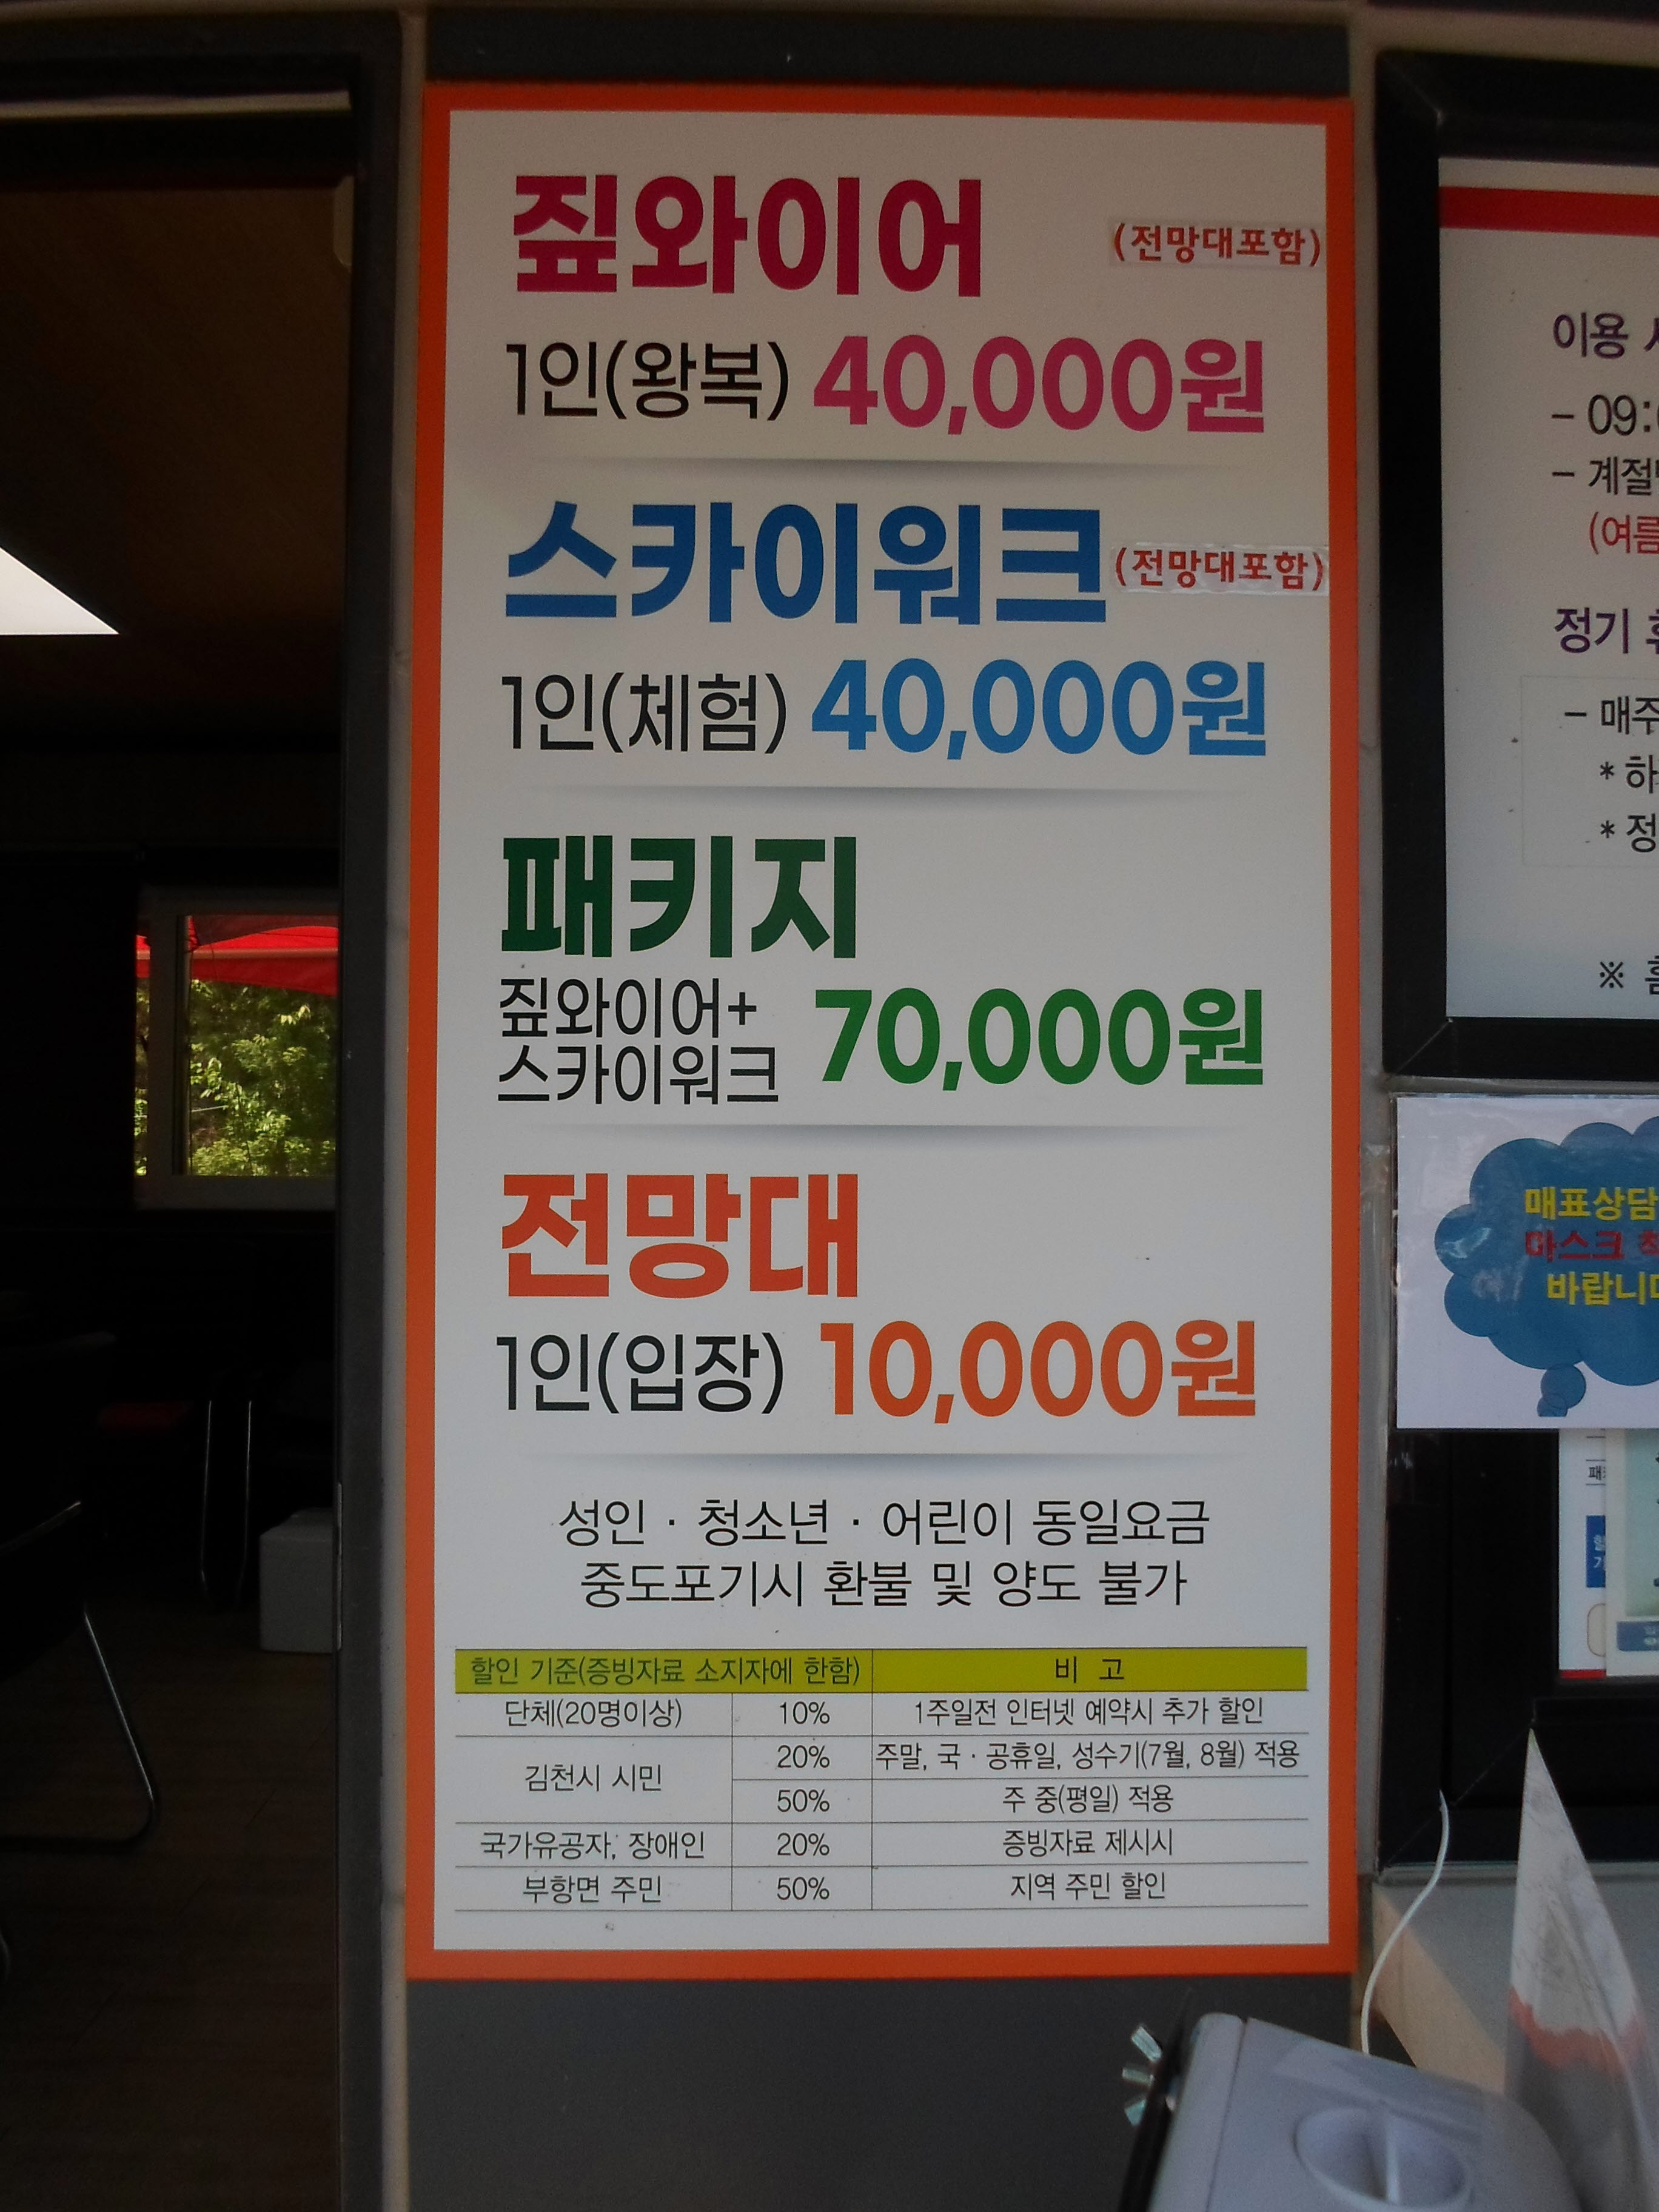 짚와이어 (전망대포함)
1인(왕복) 40,000원
스카이워크 (전망대포함)
1인(체험) 40,000원
패키지
짚와이어+
스카이워크 70,000원
전망대
1인(입장) 10,000원
성인 · 청소년 · 어린이 동일요금
중도포기시 환불 및 양도 불가
할인 기준(증빙자료 소지자에 한함) 비 고
단체(20명이상) 10% 1주일전 인터넷 예약시 추가 할인
김천시 시민 20% 주말, 국 · 공휴일, 성수기(7월, 8월) 적용
50% 주 중(평일) 적용
국가유공자, 장애인 20% 증빙자료 제시시
부항면 주민 50% 지역 주민 할인
이용
- 09:
- 계절
(여름
정기
- 매주
* 하
* 정
※
매표상담
마스크
바랍니다